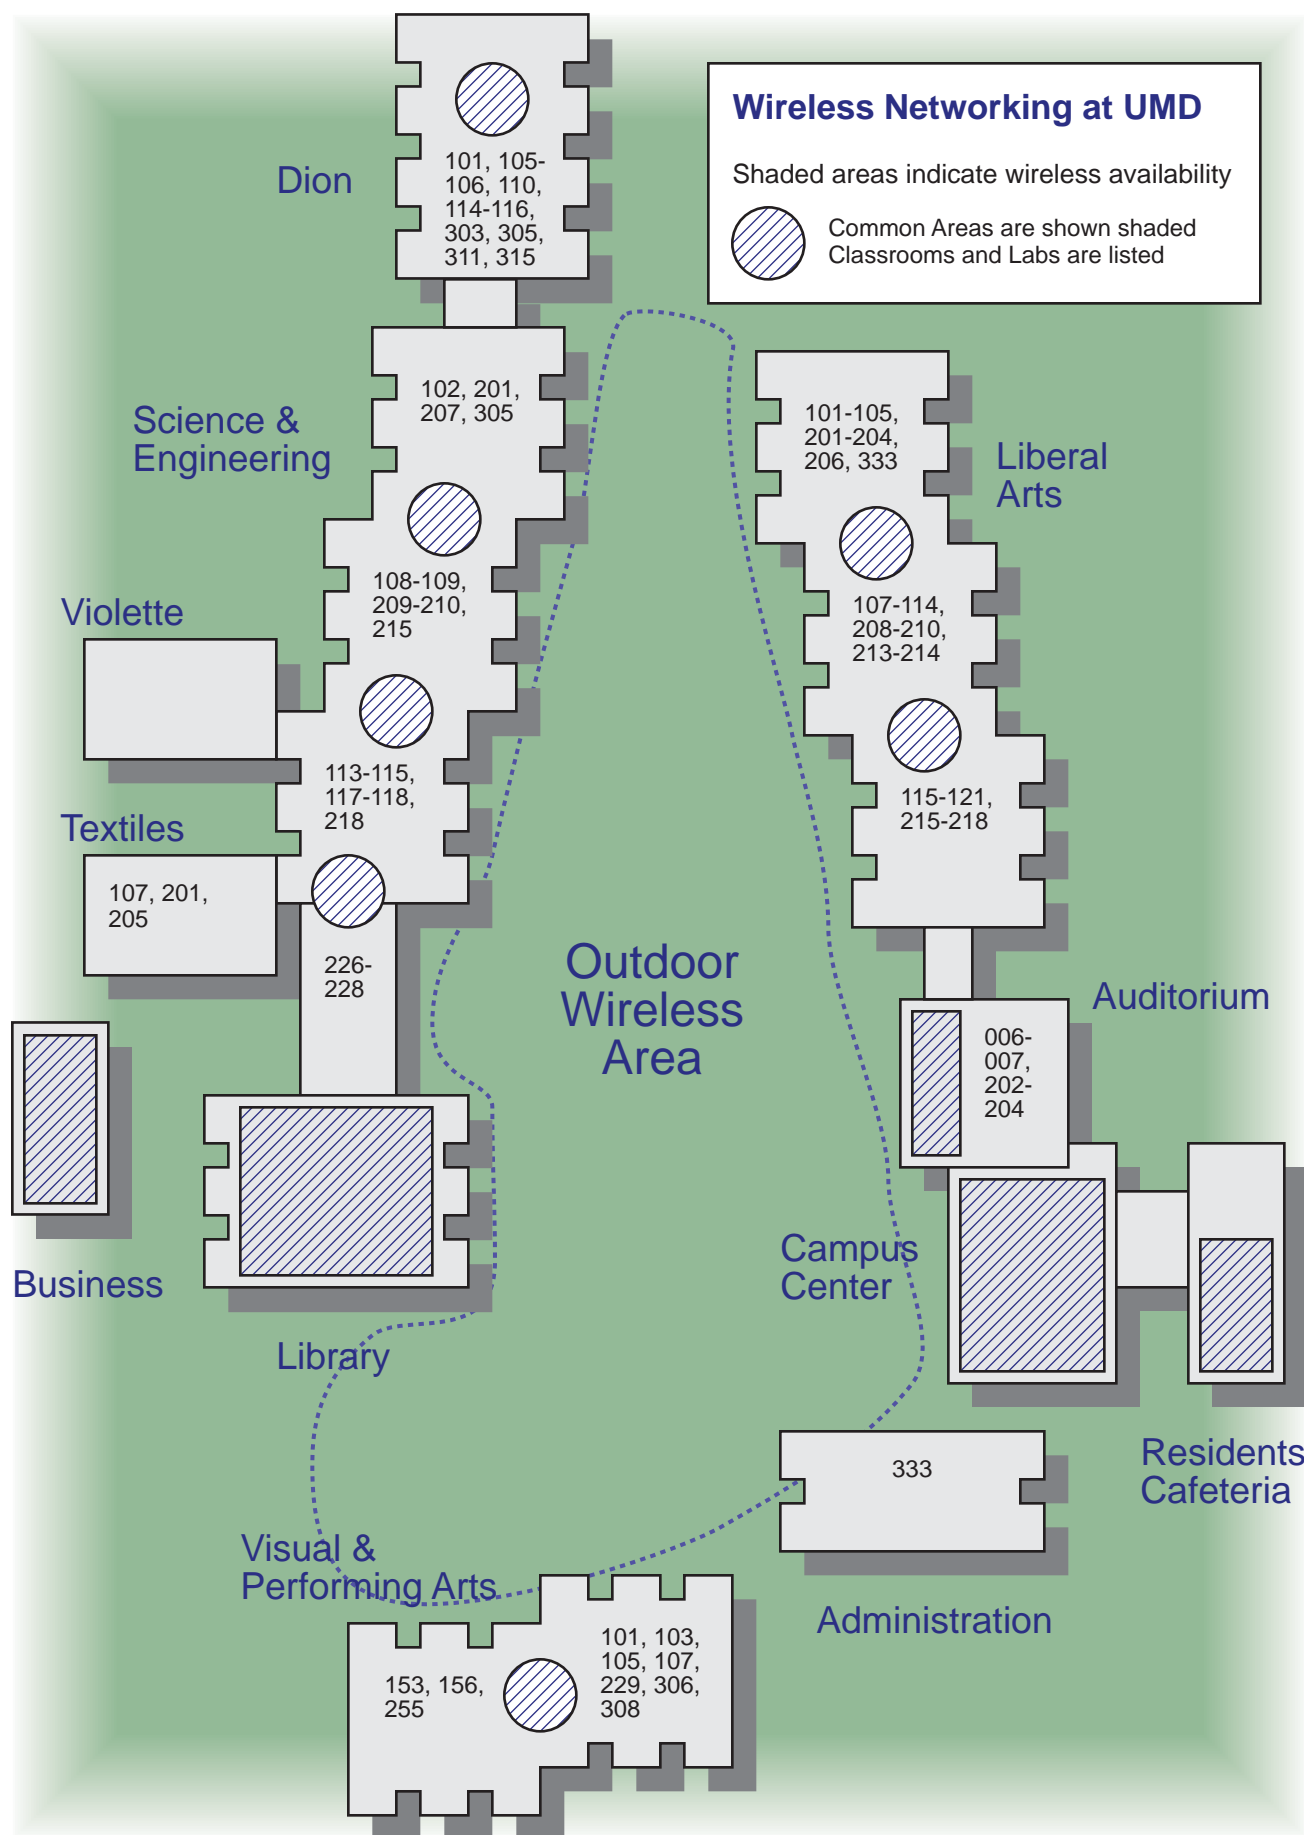 Wireless Networking at UMD
Shaded areas indicate wireless availability
Common Areas are shown shaded
Classrooms and Labs are listed
Dion
101, 105-
106, 110,
114-116,
303, 305,
311, 315
Science &
Engineering
102, 201,
207, 305
108-109,
209-210,
215
113-115,
117-118,
218
226-
228
Violette
Textiles
107, 201,
205
Business
Library
Outdoor
Wireless
Area
Liberal
Arts
101-105,
201-204,
206, 333
107-114,
208-210,
213-214
115-121,
215-218
Auditorium
006-
007,
202-
204
Campus
Center
Residents
Cafeteria
333
Administration
Visual &
Performing Arts
153, 156,
255
101, 103,
105, 107,
229, 306,
308